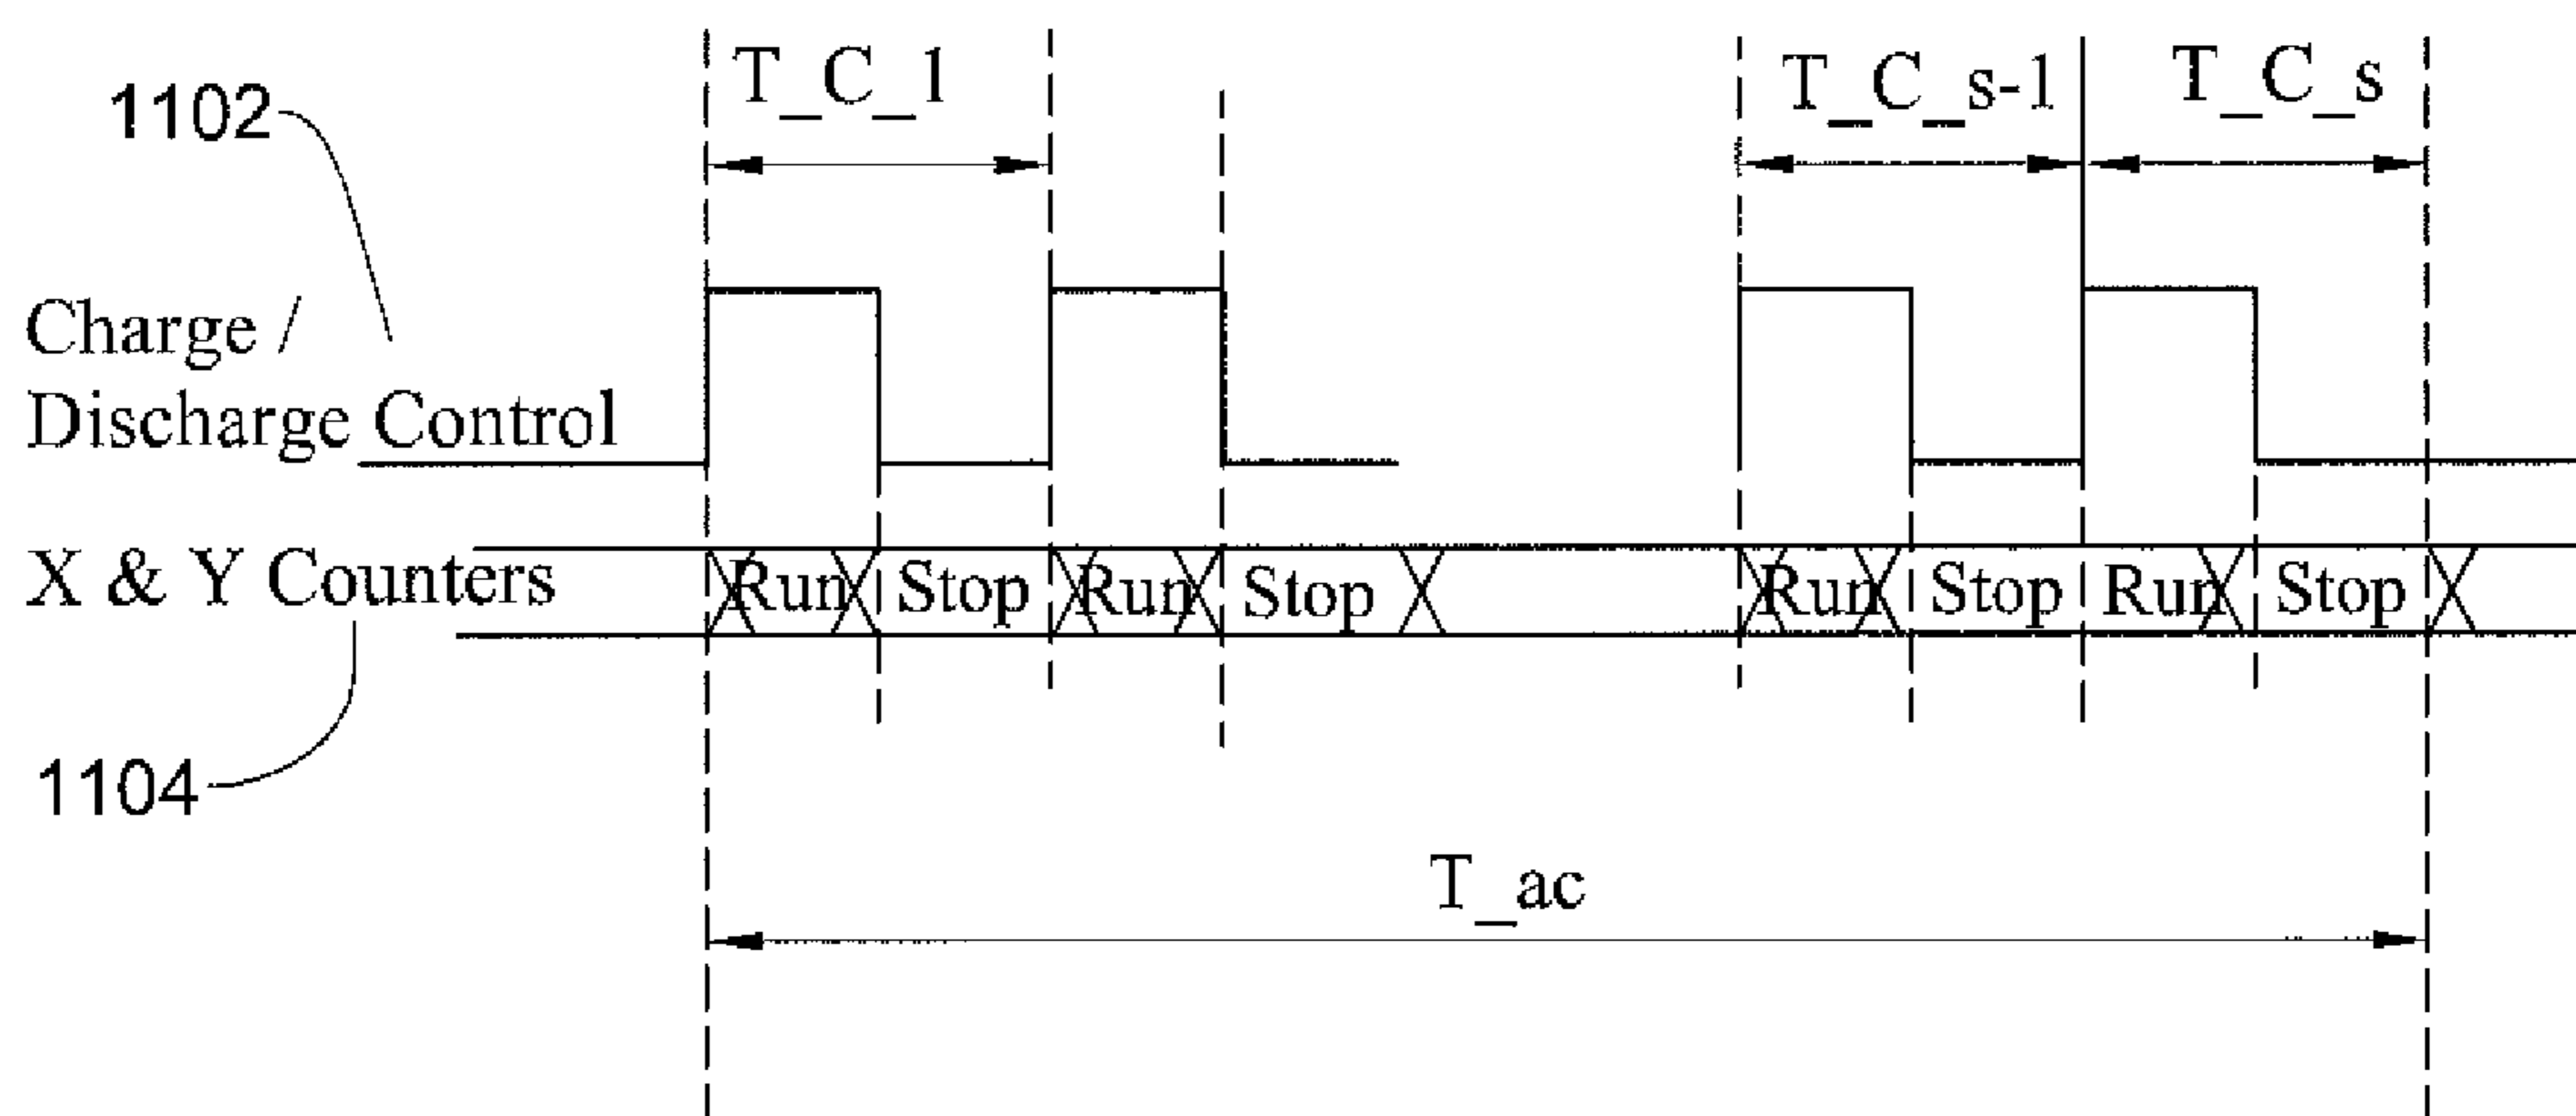 T_C_1
T_C_s-1
T_C_s
1102
Charge /
Discharge Control
X & Y Counters
Run Stop Run Stop Run Stop Run Stop
1104
T_ac